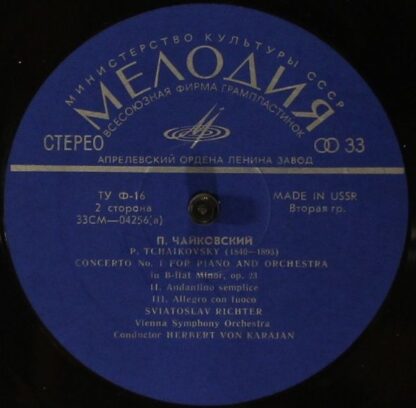 МИНИСТЕРСТВО КУЛЬТУРЫ СССР
МЕЛОДИЯ
ВСЕСОЮЗНАЯ ФИРМА ГРАМПЛАСТИНОК
СТЕРЕО 33
АПРЕЛЕВСКИЙ ОРДЕНА ЛЕНИНА ЗАВОД
ТУ Ф-16 MADE IN USSR
2 сторона Вторая гр.
33СМ—04256(а)
П. ЧАЙКОВСКИЙ
P. TCHAIKOVSKY (1840—1893)
CONCERTO No. 1 FOR PIANO AND ORCHESTRA
in B-flat Minor, op. 23
II. Andantino semplice
III. Allegro con fuoco
SVIATOSLAV RICHTER
Vienna Symphony Orchestra
Conductor HERBERT VON KARAJAN